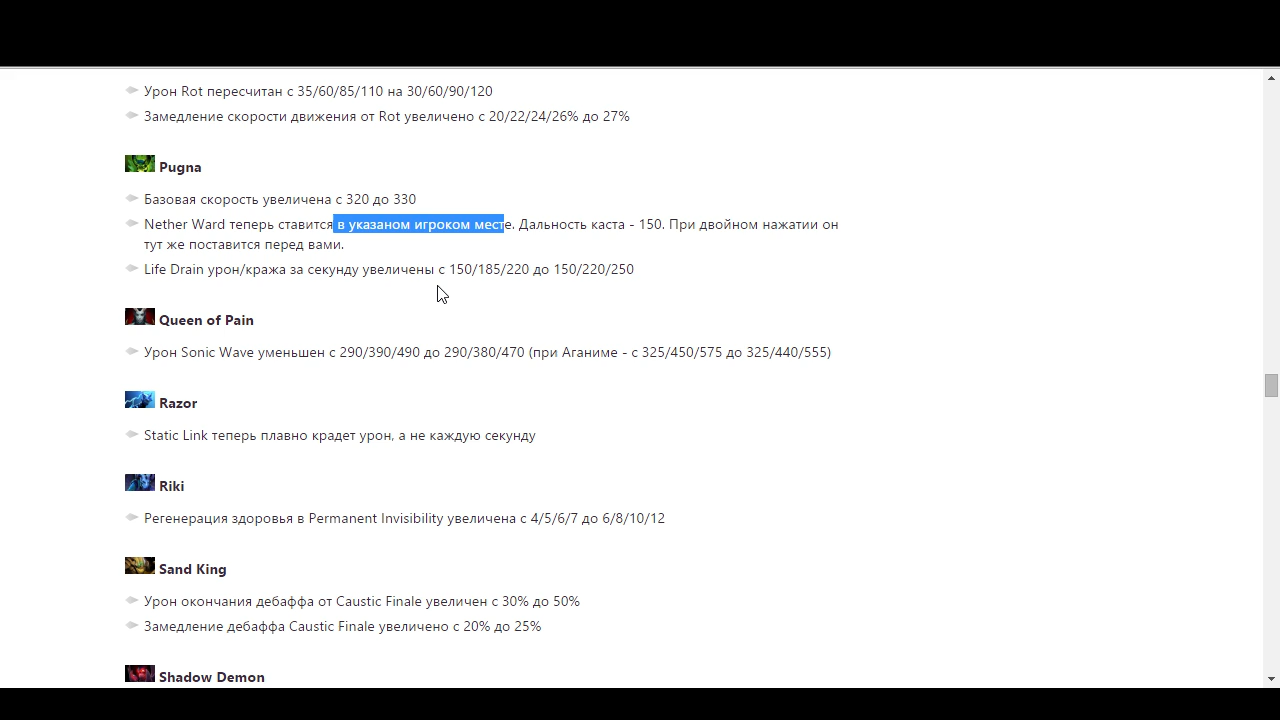 Урон Rot пересчитан с 35/60/85/110 на 30/60/90/120
Замедление скорости движения от Rot увеличено с 20/22/24/26% до 27%
Pugna
Базовая скорость увеличена с 320 до 330
Nether Ward теперь ставится в указаном игроком месте. Дальность каста - 150. При двойном нажатии он
тут же поставится перед вами.
Life Drain урон/кража за секунду увеличены с 150/185/220 до 150/220/250
Queen of Pain
Урон Sonic Wave уменьшен с 290/390/490 до 290/380/470 (при Аганиме - с 325/450/575 до 325/440/555)
Razor
Static Link теперь плавно крадет урон, а не каждую секунду
Riki
Регенерация здоровья в Permanent Invisibility увеличена с 4/5/6/7 до 6/8/10/12
Sand King
Урон окончания дебаффа от Caustic Finale увеличен с 30% до 50%
Замедление дебаффа Caustic Finale увеличено с 20% до 25%
Shadow Demon